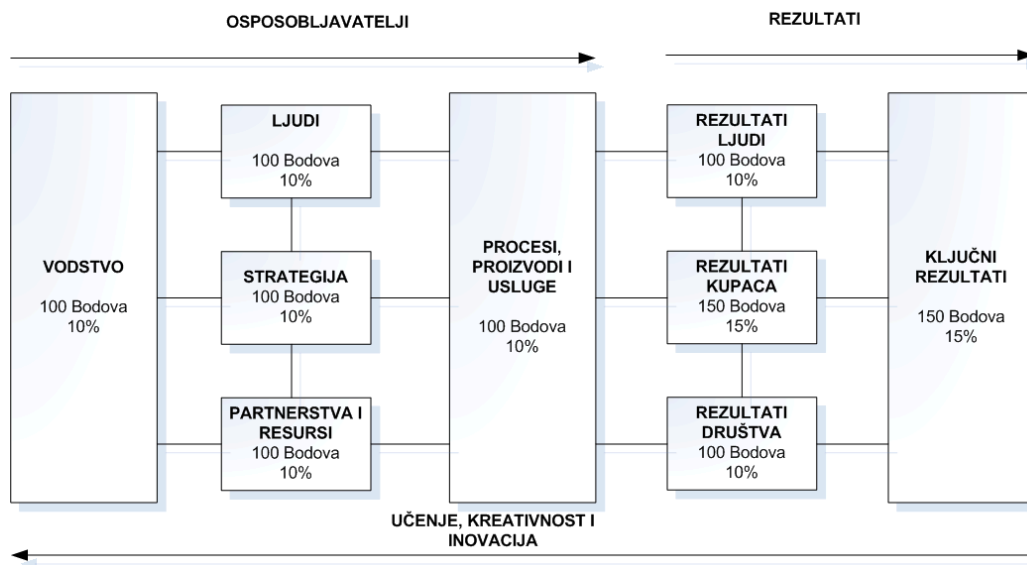 OSPOSOBLJAVATELJI
REZULTATI
VODSTVO
100 Bodova
10%
LJUDI
100 Bodova
10%
STRATEGIJA
100 Bodova
10%
PARTNERSTVA I
RESURSI
100 Bodova
10%
PROCESI,
PROIZVODI I
USLUGE
100 Bodova
10%
REZULTATI
LJUDI
100 Bodova
10%
REZULTATI
KUPACA
150 Bodova
15%
REZULTATI
DRUŠTVA
100 Bodova
10%
KLJUČNI
REZULTATI
150 Bodova
15%
UČENJE, KREATIVNOST I
INOVACIJA